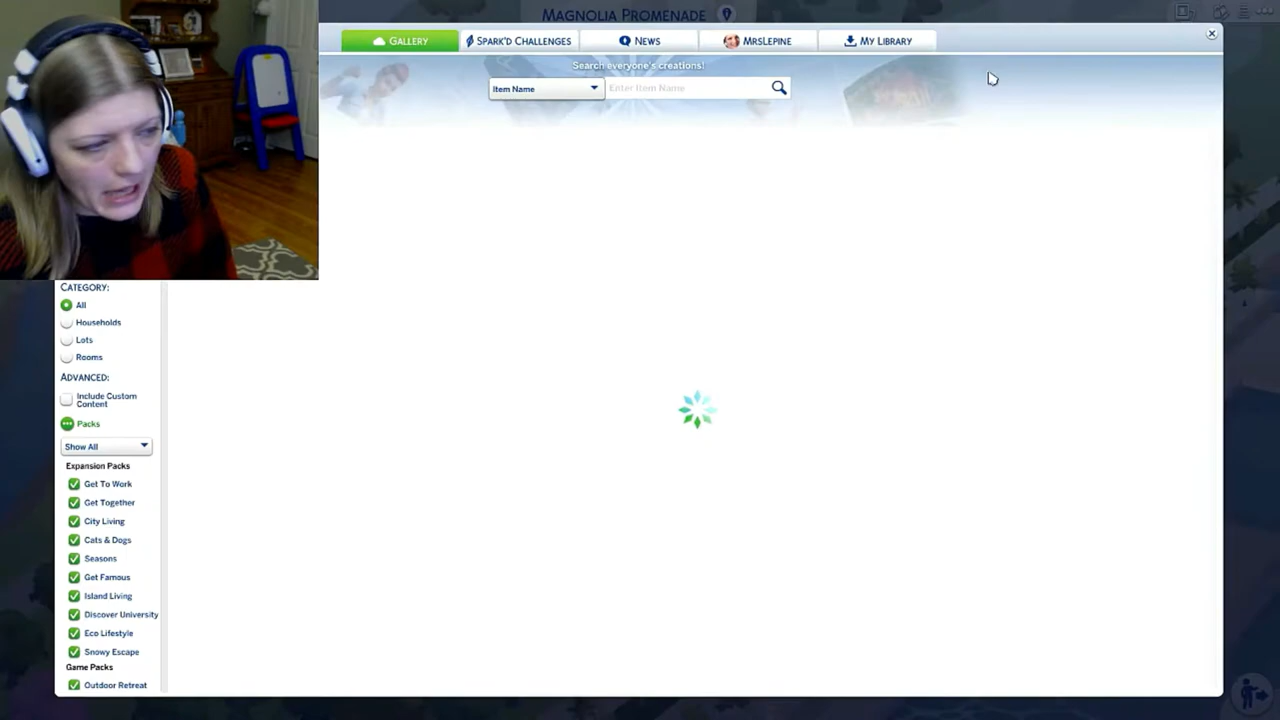 MAGNOLIA PROMENADE
GALLERY
SPARK'D CHALLENGES
NEWS
MRSLEPINE
MY LIBRARY
Search everyone's creations!
Item Name
Enter Item Name
CATEGORY:
All
Households
Lots
Rooms
ADVANCED:
Include Custom
Content
Packs
Show All
Expansion Packs
Get To Work
Get Together
City Living
Cats & Dogs
Seasons
Get Famous
Island Living
Discover University
Eco Lifestyle
Snowy Escape
Game Packs
Outdoor Retreat